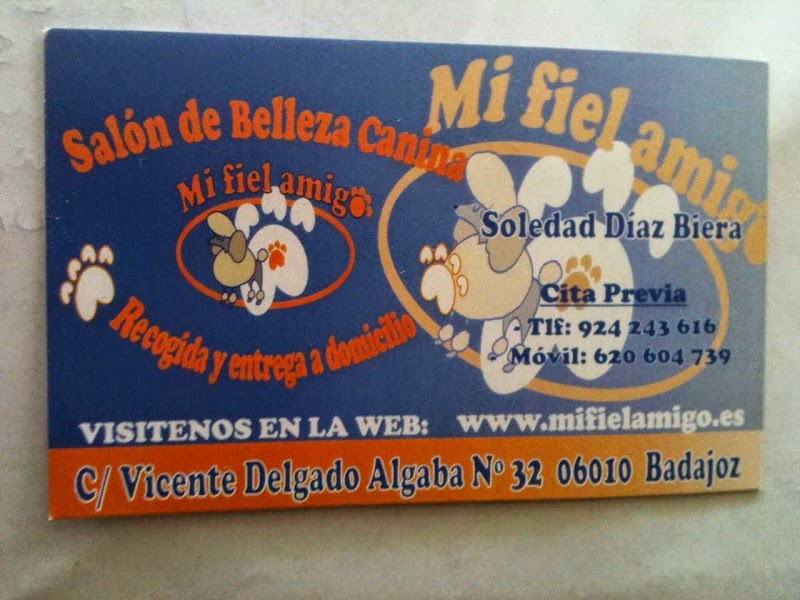 Salón de Belleza Canina
Mi fiel amigo
Recogida y entrega a domicilio
Mi fiel amigo
Soledad Díaz Biera
Cita Previa
- Tlf: 924 243 616
- Móvil: 620 604 739
VISITENOS EN LA WEB: www.mifielamigo.es
C/ Vicente Delgado Algaba Nº 32 06010 Badajoz